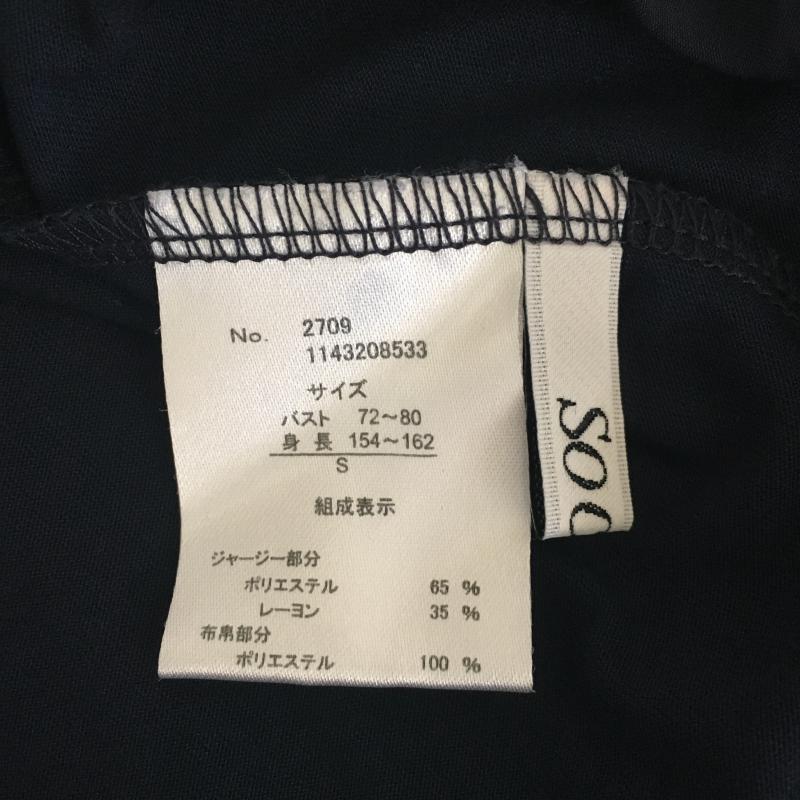 No. 2709
1143208533
サイズ
バスト 72～80
身長 154～162
S
組成表示
ジャージー部分
ポリエステル 65 %
レーヨン 35 %
布帛部分
ポリエステル 100 %
SO